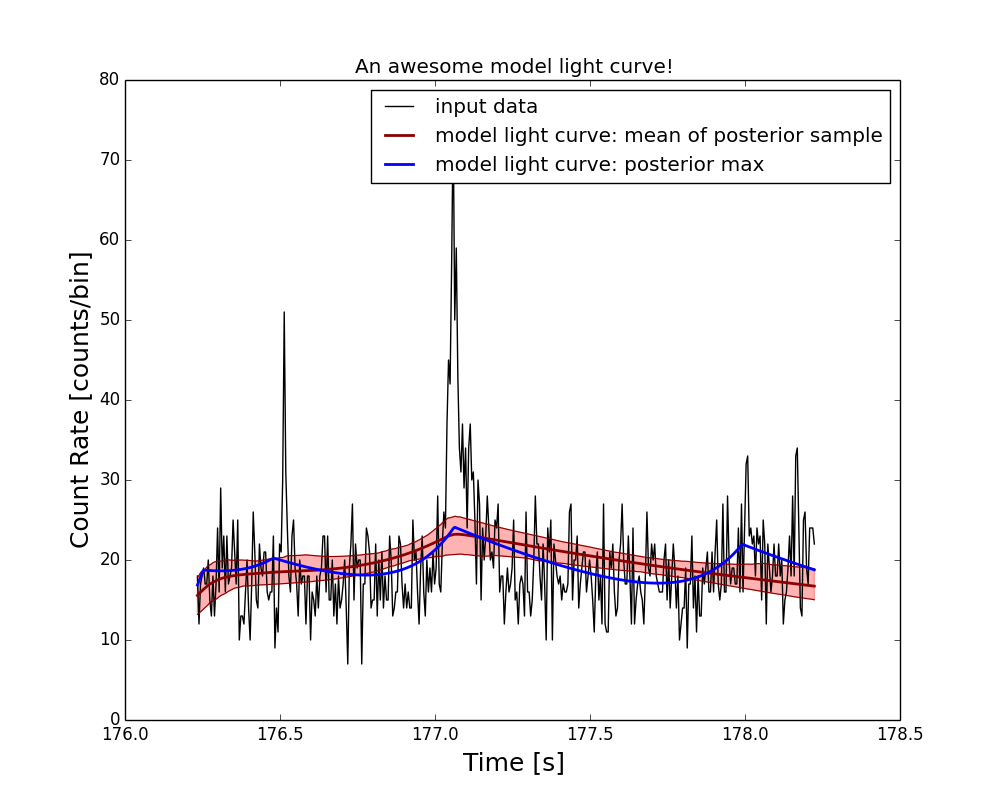 An awesome model light curve!
input data
model light curve: mean of posterior sample
model light curve: posterior max
Count Rate [counts/bin]
80
70
60
50
40
30
20
10
0
176.0 176.5 177.0 177.5 178.0 178.5
Time [s]